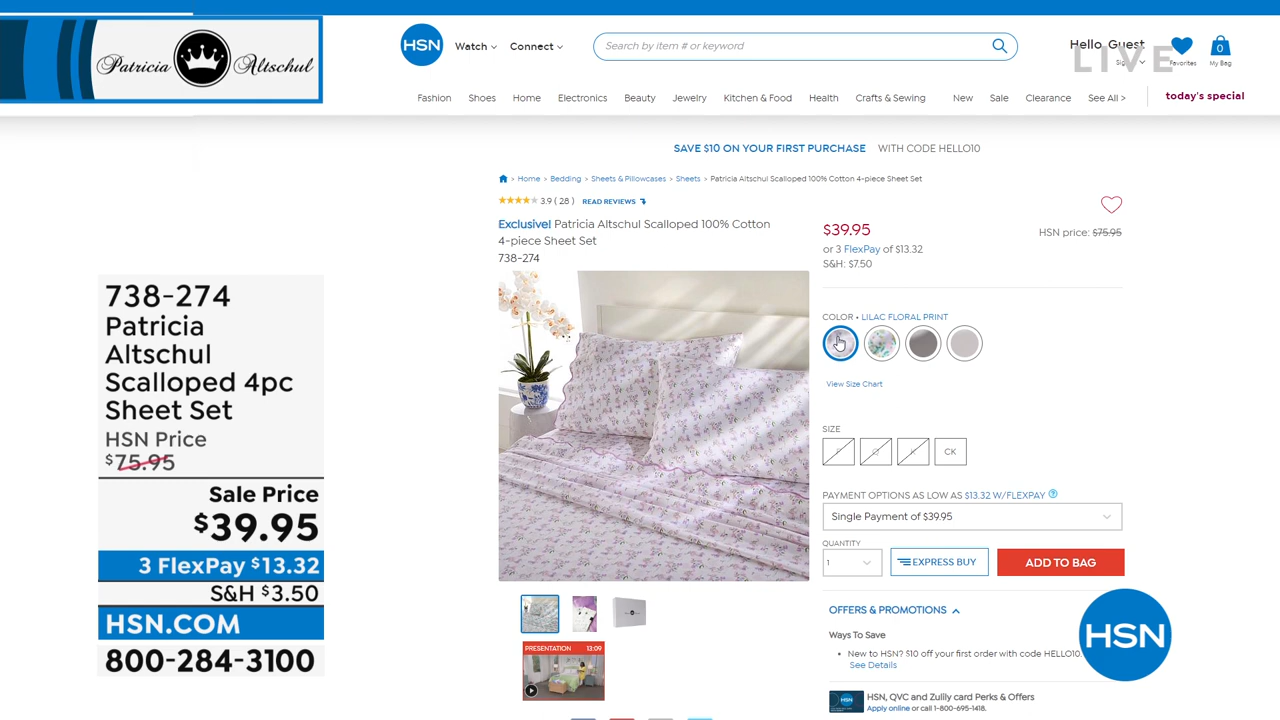 Patricia Altschul
HSN
Watch
Connect
Search by item # or keyword
Hello, Guest
LIVE
Favorites
0
My Bag
Fashion
Shoes
Home
Electronics
Beauty
Jewelry
Kitchen & Food
Health
Crafts & Sewing
New
Sale
Clearance
See All >
today's special
SAVE $10 ON YOUR FIRST PURCHASE WITH CODE HELLO10
> Home > Bedding > Sheets & Pillowcases > Sheets > Patricia Altschul Scalloped 100% Cotton 4-piece Sheet Set
3.9 ( 28 ) READ REVIEWS
Exclusive! Patricia Altschul Scalloped 100% Cotton
4-piece Sheet Set
738-274
$39.95
HSN price: $75.95
or 3 FlexPay of $13.32
S&H: $7.50
COLOR • LILAC FLORAL PRINT
View Size Chart
SIZE
CK
PAYMENT OPTIONS AS LOW AS $13.32 W/FLEXPAY
Single Payment of $39.95
QUANTITY
1
EXPRESS BUY
ADD TO BAG
OFFERS & PROMOTIONS
Ways To Save
• New to HSN? $10 off your first order with code HELLO10.
See Details
HSN, QVC and Zulily card Perks & Offers
Apply online or call 1-800-695-1418.
PRESENTATION 13:09
HSN
738-274
Patricia
Altschul
Scalloped 4pc
Sheet Set
HSN Price
$75.95
Sale Price
$39.95
3 FlexPay $13.32
S&H $3.50
HSN.COM
800-284-3100